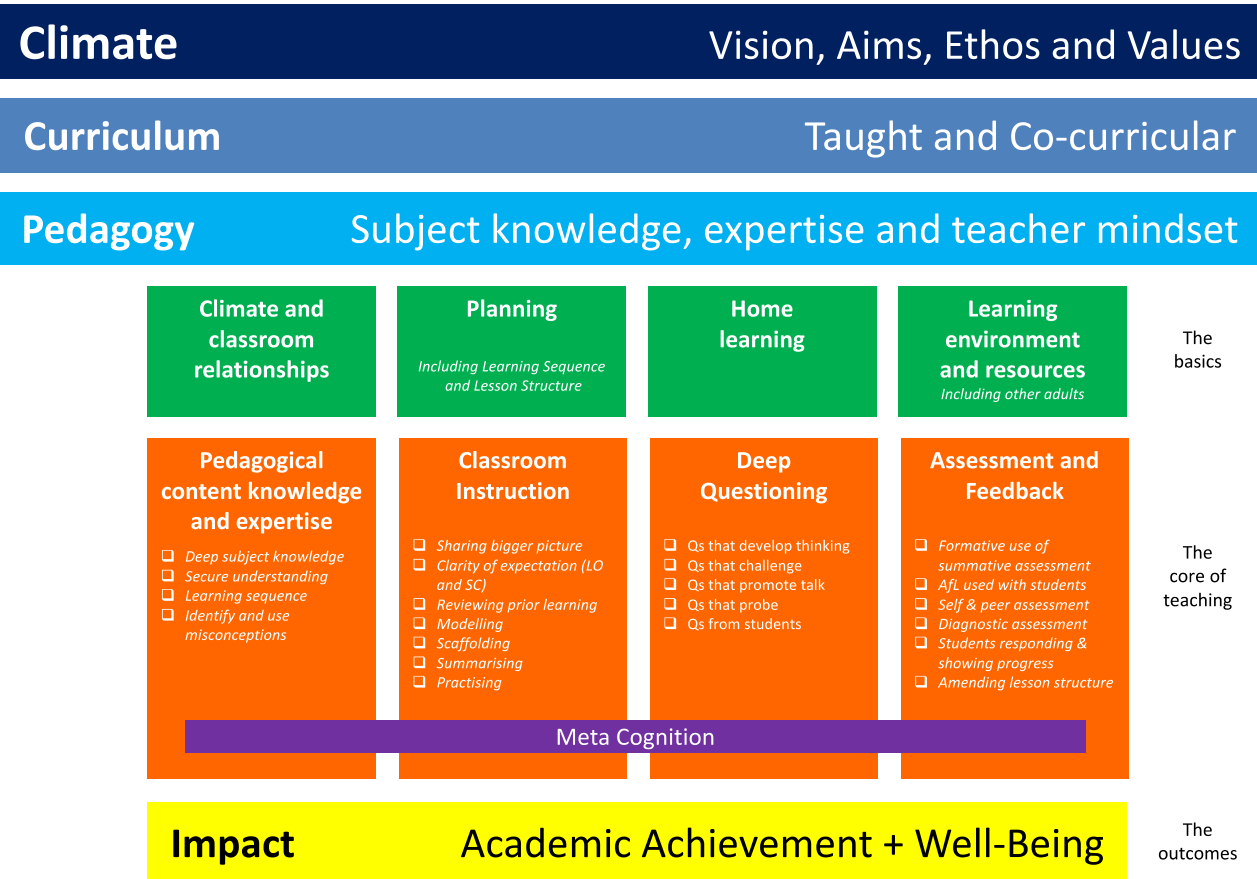 Climate Vision, Aims, Ethos and Values
Curriculum Taught and Co-curricular
Pedagogy Subject knowledge, expertise and teacher mindset
Climate and
classroom
relationships
Planning
Including Learning Sequence
and Lesson Structure
Home
learning
Learning
environment
and resources
Including other adults
The
basics
Pedagogical
content knowledge
and expertise
Deep subject knowledge
Secure understanding
Learning sequence
Identify and use
misconceptions
Classroom
Instruction
Sharing bigger picture
Clarity of expectation (LO
and SC)
Reviewing prior learning
Modelling
Scaffolding
Summarising
Practising
Deep
Questioning
Qs that develop thinking
Qs that challenge
Qs that promote talk
Qs that probe
Qs from students
Assessment and
Feedback
Formative use of
summative assessment
AfL used with students
Self & peer assessment
Diagnostic assessment
Students responding &
showing progress
Amending lesson structure
The
core of
teaching
Meta Cognition
Impact Academic Achievement + Well-Being
The
outcomes